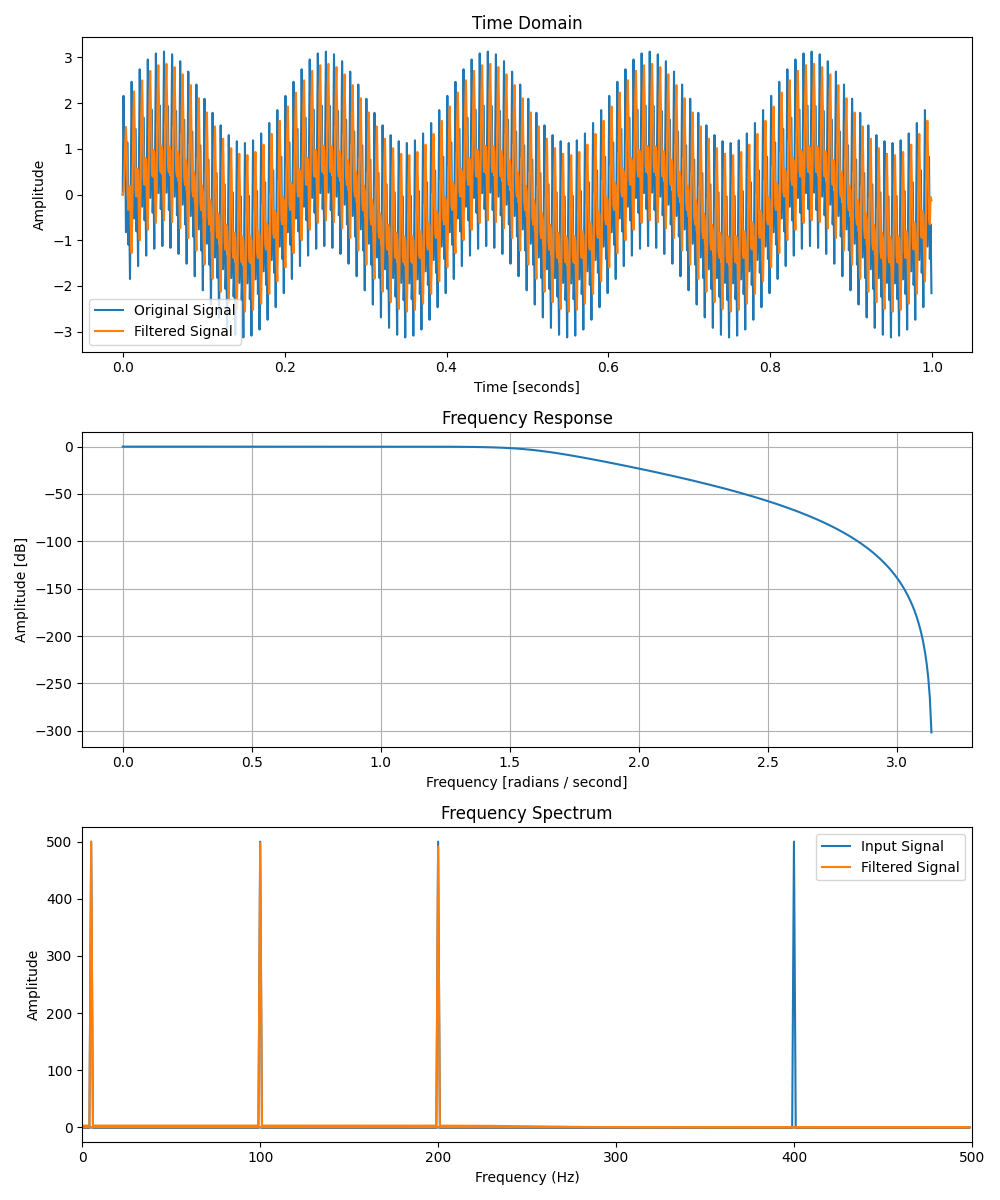 Time Domain
3
2
1
0
−1
−2
−3
Amplitude
Original Signal
Filtered Signal
0.0 0.2 0.4 0.6 0.8 1.0
Time [seconds]
Frequency Response
0
−50
−100
−150
−200
−250
−300
Amplitude [dB]
0.0 0.5 1.0 1.5 2.0 2.5 3.0
Frequency [radians / second]
Frequency Spectrum
500
400
300
200
100
0
Amplitude
Input Signal
Filtered Signal
0 100 200 300 400 500
Frequency (Hz)